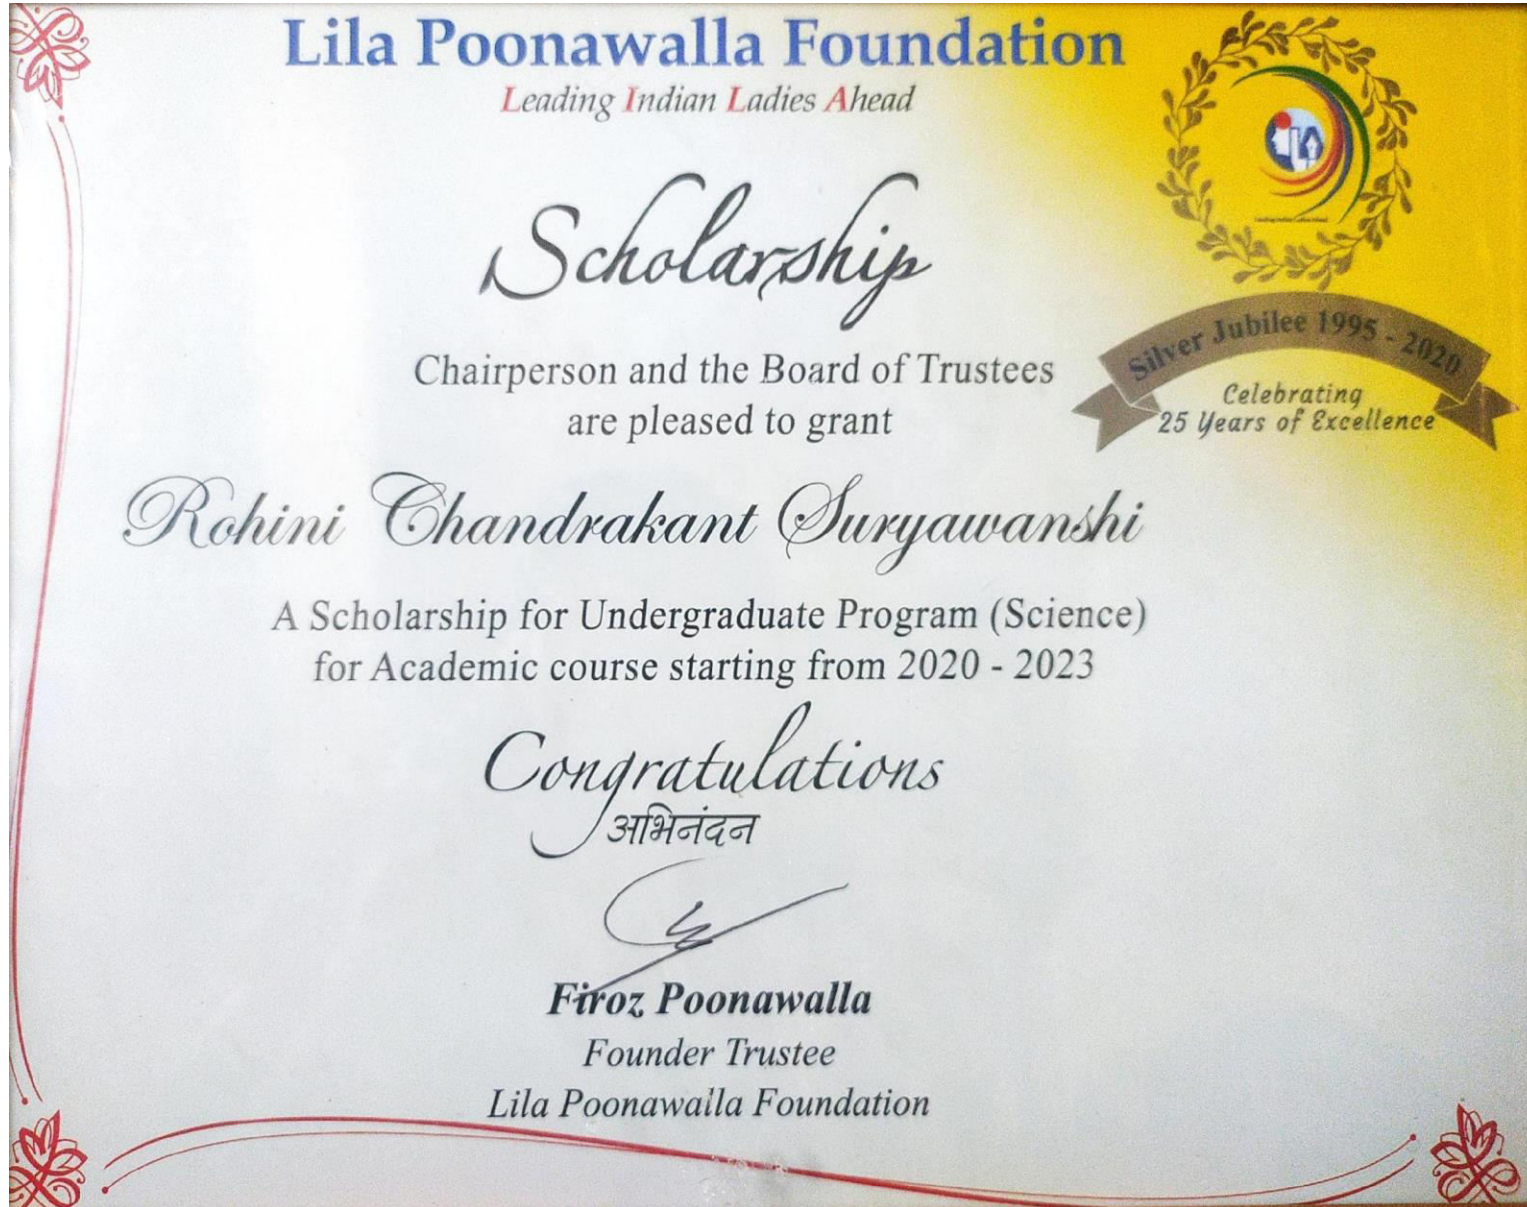 Lila Poonawalla Foundation
Leading Indian Ladies Ahead
Scholarship
Silver Jubilee 1995 - 2020
Celebrating
25 Years of Excellence
Chairperson and the Board of Trustees
are pleased to grant
Rohini Chandrakant Suryawanshi
A Scholarship for Undergraduate Program (Science)
for Academic course starting from 2020 - 2023
Congratulations
अभिनंदन
Firoz Poonawalla
Founder Trustee
Lila Poonawalla Foundation